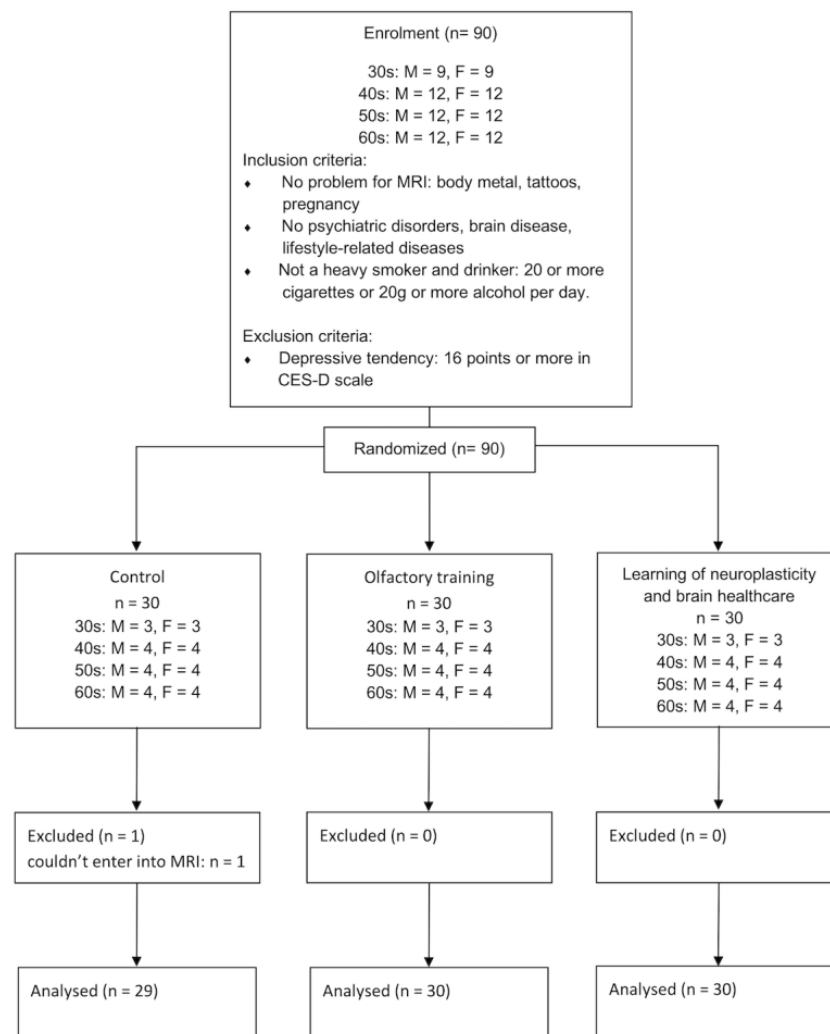 Enrolment (n= 90)
30s: M = 9, F = 9
40s: M = 12, F = 12
50s: M = 12, F = 12
60s: M = 12, F = 12
Inclusion criteria:
♦ No problem for MRI: body metal, tattoos,
pregnancy
♦ No psychiatric disorders, brain disease,
lifestyle-related diseases
♦ Not a heavy smoker and drinker: 20 or more
cigarettes or 20g or more alcohol per day.
Exclusion criteria:
♦ Depressive tendency: 16 points or more in
CES-D scale
Randomized (n= 90)
Control
n = 30
30s: M = 3, F = 3
40s: M = 4, F = 4
50s: M = 4, F = 4
60s: M = 4, F = 4
Olfactory training
n = 30
30s: M = 3, F = 3
40s: M = 4, F = 4
50s: M = 4, F = 4
60s: M = 4, F = 4
Learning of neuroplasticity
and brain healthcare
n = 30
30s: M = 3, F = 3
40s: M = 4, F = 4
50s: M = 4, F = 4
60s: M = 4, F = 4
Excluded (n = 1)
couldn't enter into MRI: n = 1
Excluded (n = 0)
Excluded (n = 0)
Analysed (n = 29)
Analysed (n = 30)
Analysed (n = 30)